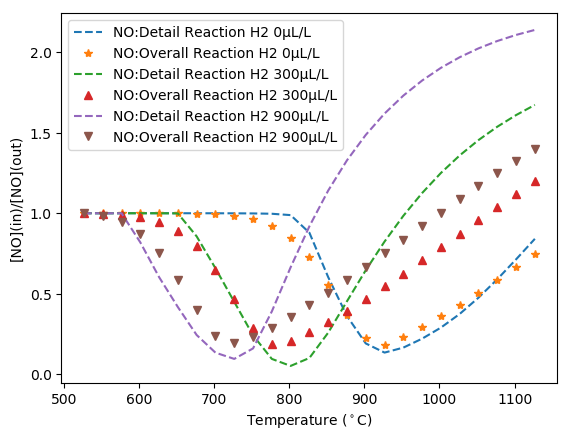 NO:Detail Reaction H2 0μL/L
NO:Overall Reaction H2 0μL/L
NO:Detail Reaction H2 300μL/L
NO:Overall Reaction H2 300μL/L
NO:Detail Reaction H2 900μL/L
NO:Overall Reaction H2 900μL/L
[NO](in)/[NO](out)
2.0
1.5
1.0
0.5
0.0
500 600 700 800 900 1000 1100
Temperature (°C)